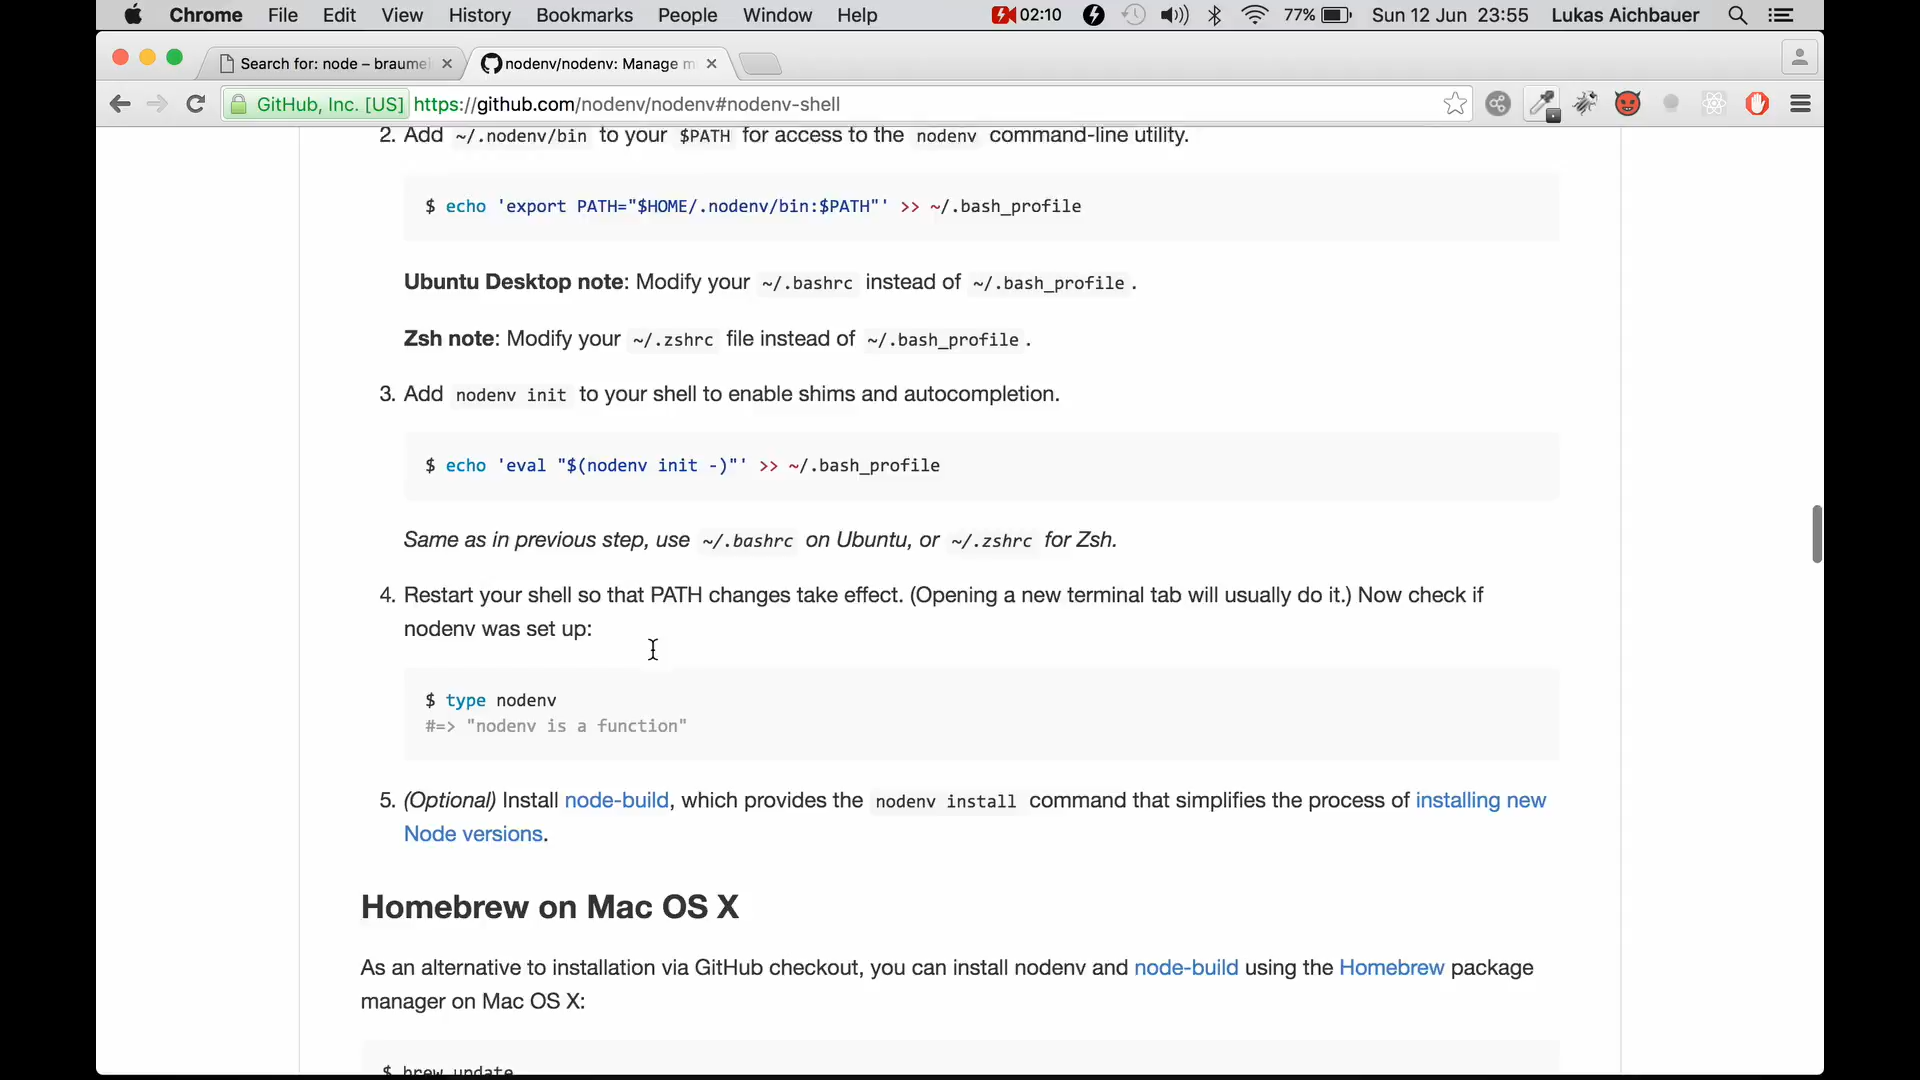 Chrome File Edit View History Bookmarks People Window Help 02:10 77% Sun 12 Jun 23:55 Lukas Aichbauer
Search for: node – braumei nodenv/nodenv: Manage m
GitHub, Inc. [US] https://github.com/nodenv/nodenv#nodenv-shell
2. Add ~/.nodenv/bin to your $PATH for access to the nodenv command-line utility.
$ echo 'export PATH="$HOME/.nodenv/bin:$PATH"' >> ~/.bash_profile
Ubuntu Desktop note: Modify your ~/.bashrc instead of ~/.bash_profile.
Zsh note: Modify your ~/.zshrc file instead of ~/.bash_profile.
3. Add nodenv init to your shell to enable shims and autocompletion.
$ echo 'eval "$(nodenv init -)"' >> ~/.bash_profile
Same as in previous step, use ~/.bashrc on Ubuntu, or ~/.zshrc for Zsh.
4. Restart your shell so that PATH changes take effect. (Opening a new terminal tab will usually do it.) Now check if
nodenv was set up:
$ type nodenv
#=> "nodenv is a function"
5. (Optional) Install node-build, which provides the nodenv install command that simplifies the process of installing new
Node versions.
Homebrew on Mac OS X
As an alternative to installation via GitHub checkout, you can install nodenv and node-build using the Homebrew package
manager on Mac OS X:
$ brew update